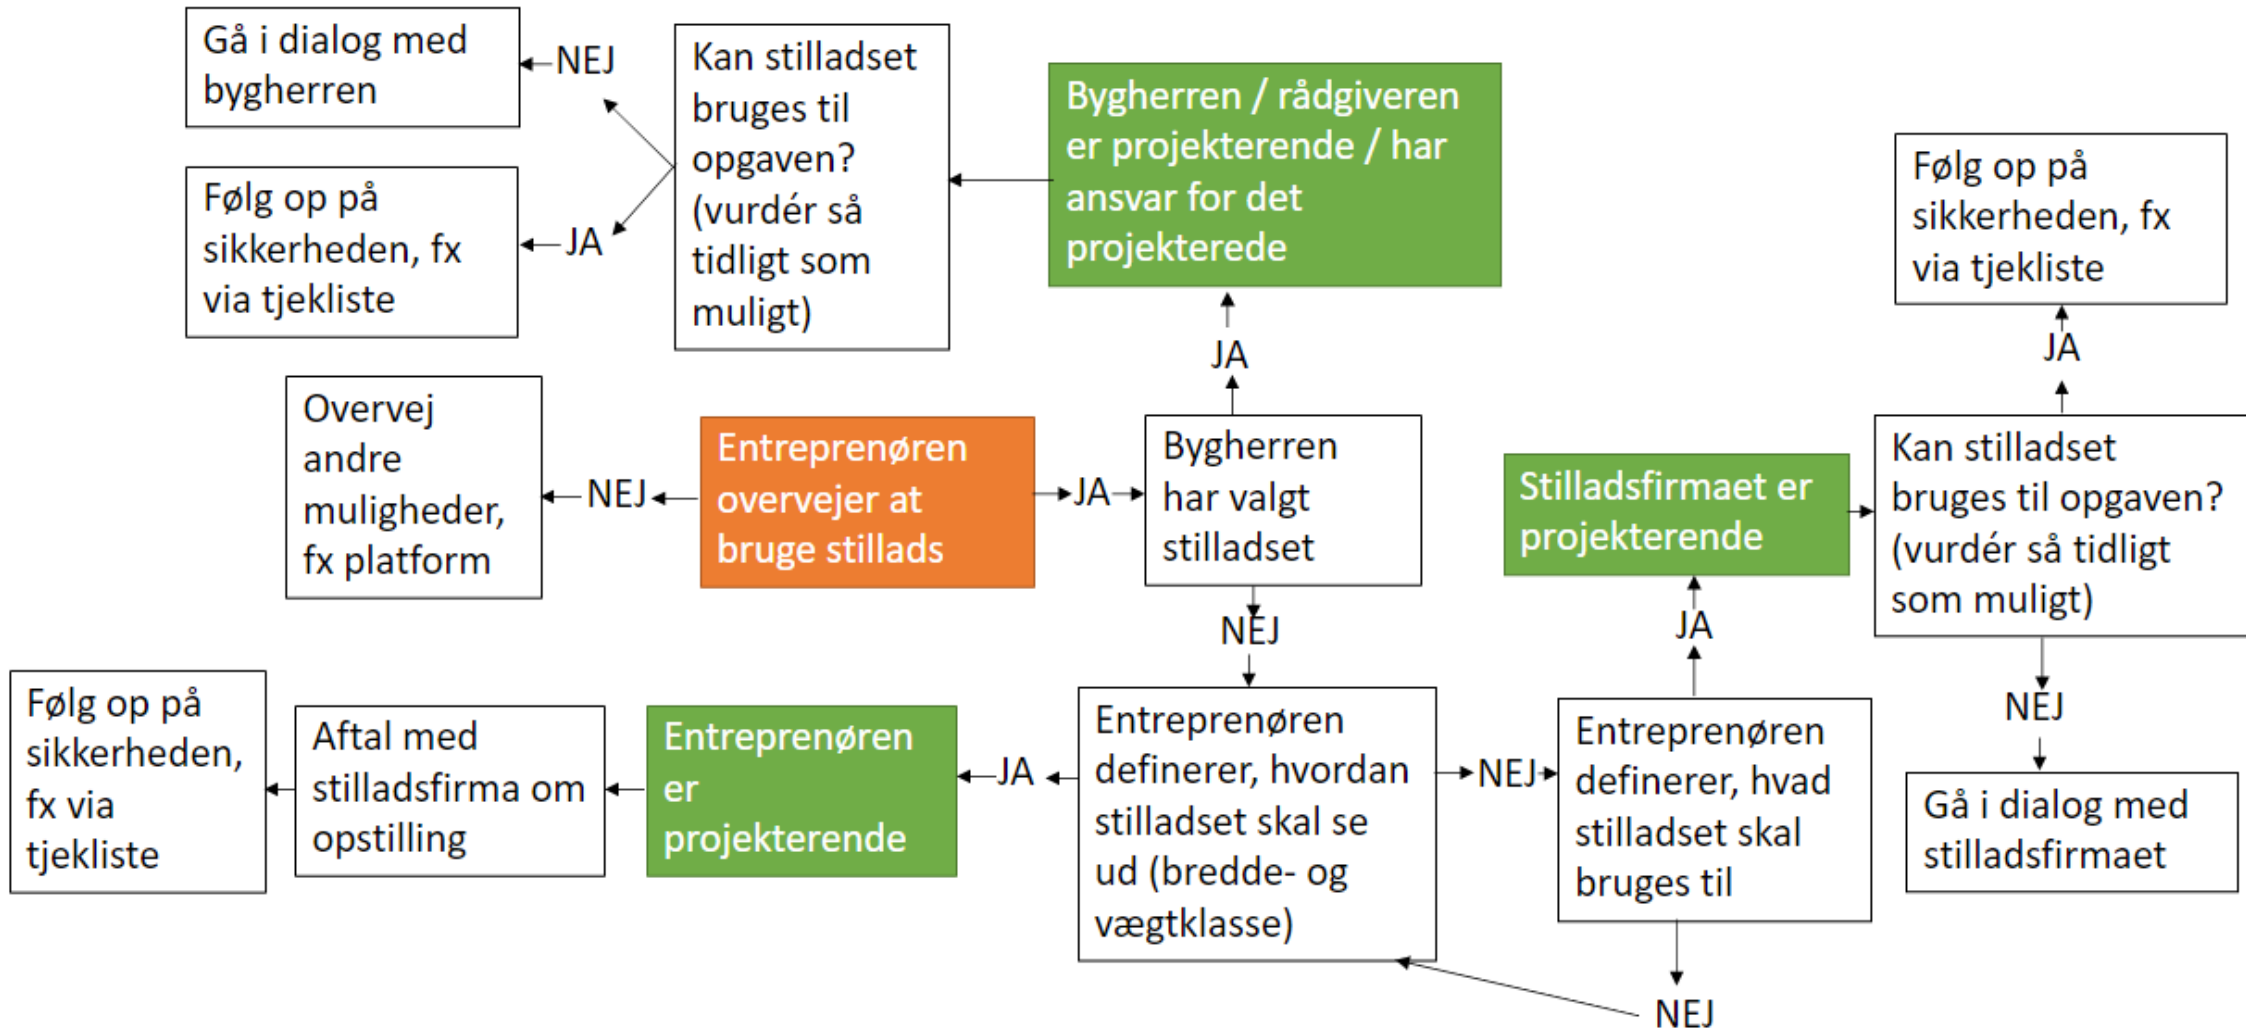 Gå i dialog med
bygherren
NEJ
Kan stilladset
bruges til
opgaven?
(vurdér så
tidligt som
muligt)
Bygherren / rådgiveren
er projekterende / har
ansvar for det
projekterede
Følg op på
sikkerheden, fx
via tjekliste
JA
Følg op på
sikkerheden, fx
via tjekliste
JA
JA
Overvej
andre
muligheder,
fx platform
NEJ
Entreprenøren
overvejer at
bruge stillads
JA
Bygherren
har valgt
stilladset
Stilladsfirmaet er
projekterende
Kan stilladset
bruges til opgaven?
(vurdér så tidligt
som muligt)
NEJ
JA
NEJ
Følg op på
sikkerheden,
fx via
tjekliste
Aftal med
stilladsfirma om
opstilling
Entreprenøren
er
projekterende
JA
Entreprenøren
definerer, hvordan
stilladset skal se
ud (bredde- og
vægtklasse)
NEJ
Entreprenøren
definerer, hvad
stilladset skal
bruges til
Gå i dialog med
stilladsfirmaet
NEJ